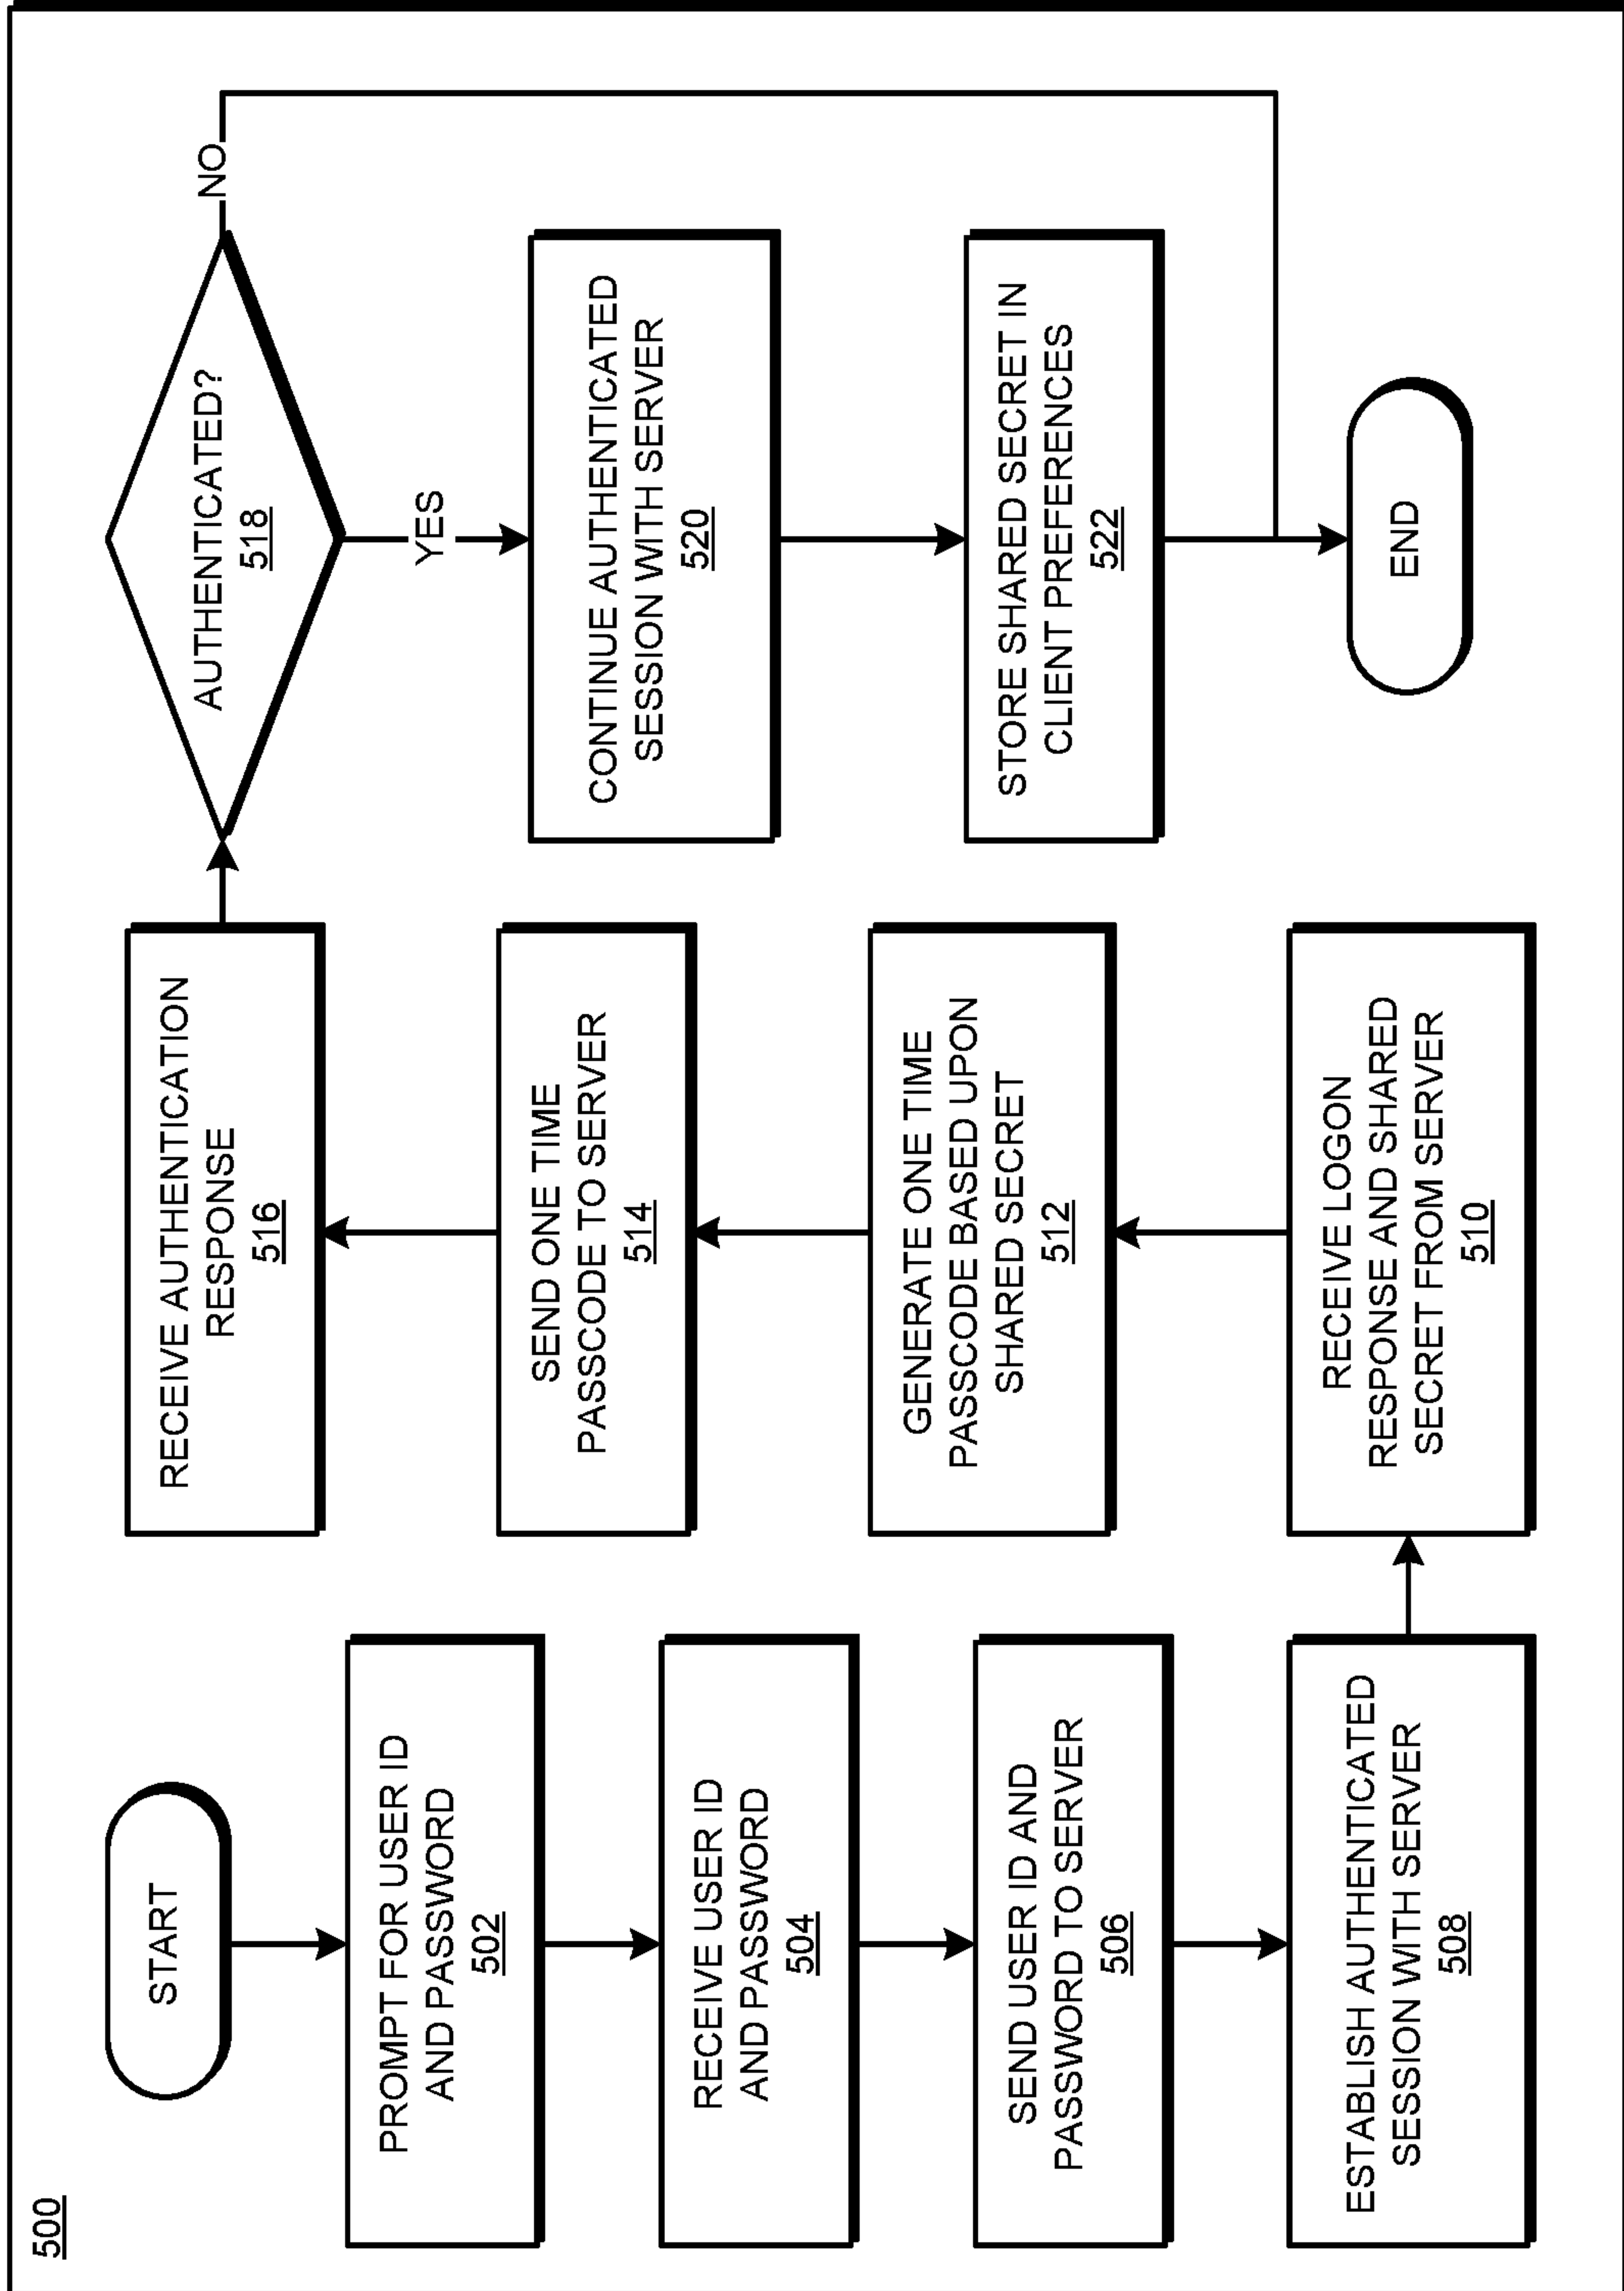 500
START
PROMPT FOR USER ID
AND PASSWORD
502
RECEIVE USER ID
AND PASSWORD
504
SEND USER ID AND
PASSWORD TO SERVER
506
ESTABLISH AUTHENTICATED
SESSION WITH SERVER
508
RECEIVE LOGON
RESPONSE AND SHARED
SECRET FROM SERVER
510
GENERATE ONE TIME
PASSCODE BASED UPON
SHARED SECRET
512
SEND ONE TIME
PASSCODE TO SERVER
514
RECEIVE AUTHENTICATION
RESPONSE
516
AUTHENTICATED?
518
NO
YES
CONTINUE AUTHENTICATED
SESSION WITH SERVER
520
STORE SHARED SECRET IN
CLIENT PREFERENCES
522
END